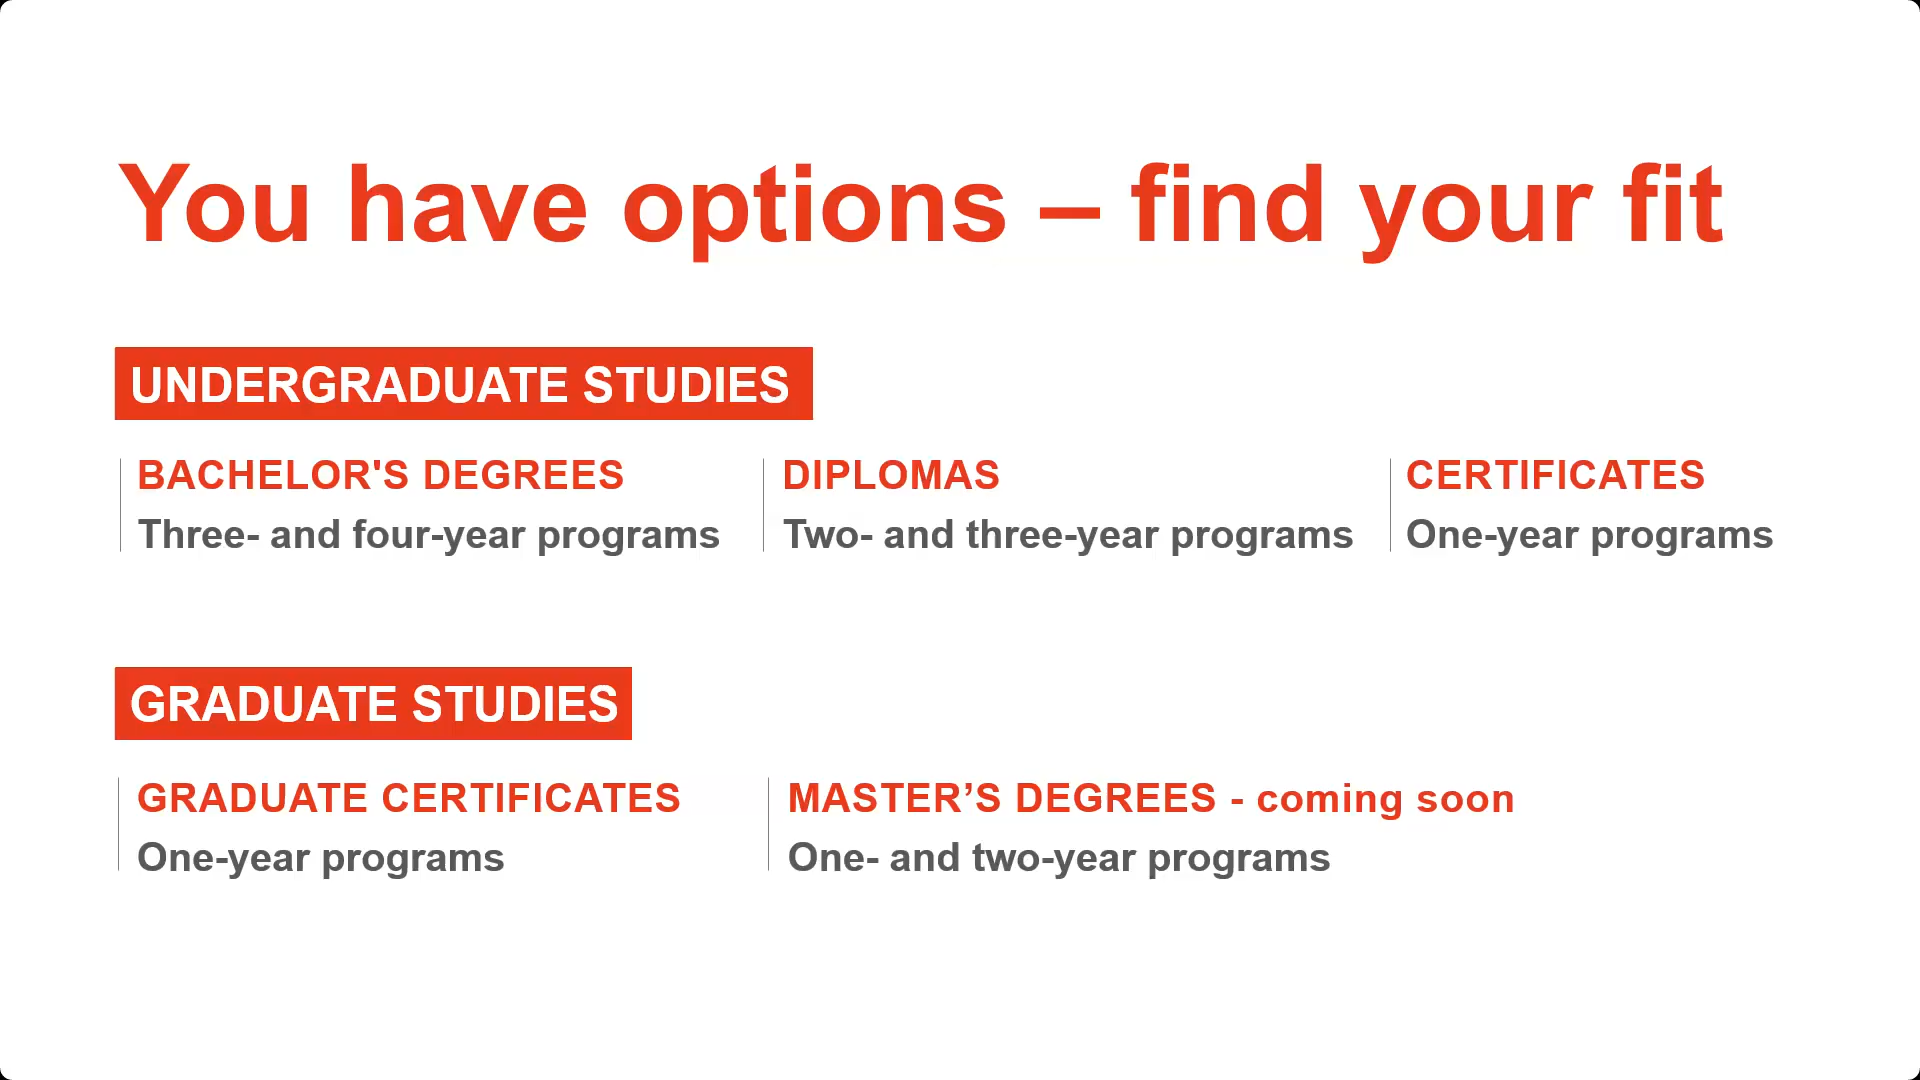 You have options – find your fit
UNDERGRADUATE STUDIES
BACHELOR'S DEGREES
Three- and four-year programs
DIPLOMAS
Two- and three-year programs
CERTIFICATES
One-year programs
GRADUATE STUDIES
GRADUATE CERTIFICATES
One-year programs
MASTER’S DEGREES - coming soon
One- and two-year programs